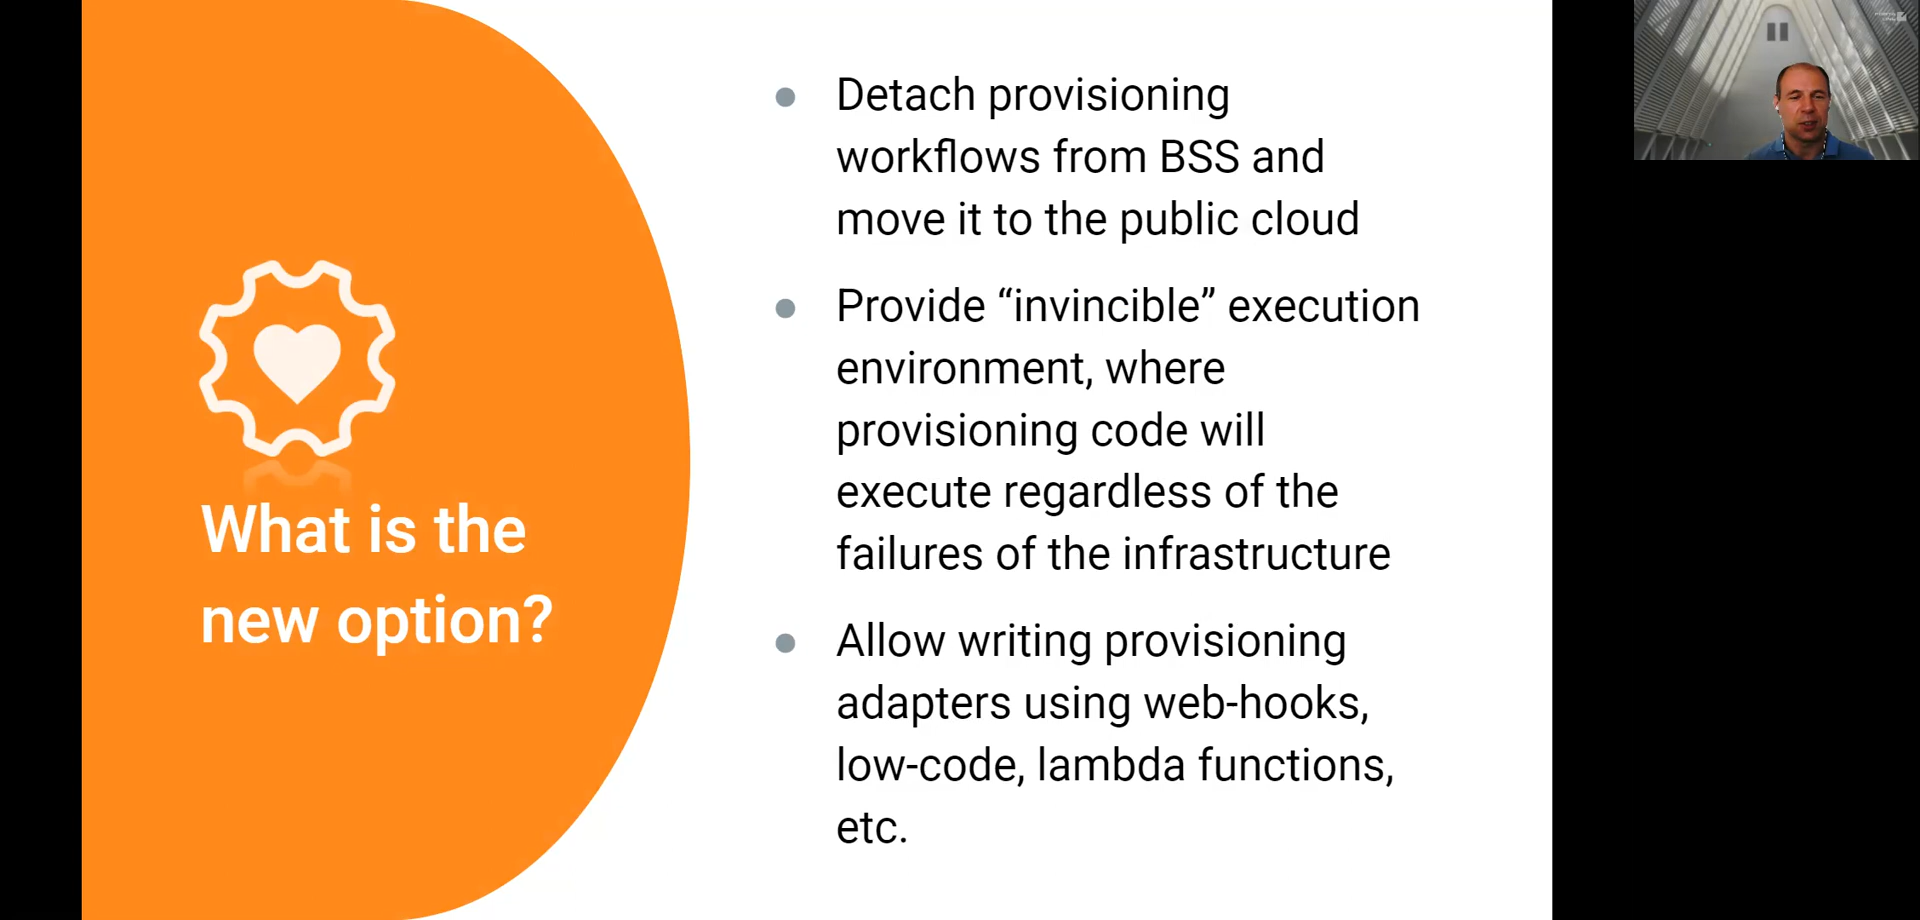 What is the
new option?
Detach provisioning
workflows from BSS and
move it to the public cloud
Provide “invincible” execution
environment, where
provisioning code will
execute regardless of the
failures of the infrastructure
Allow writing provisioning
adapters using web-hooks,
low-code, lambda functions,
etc.